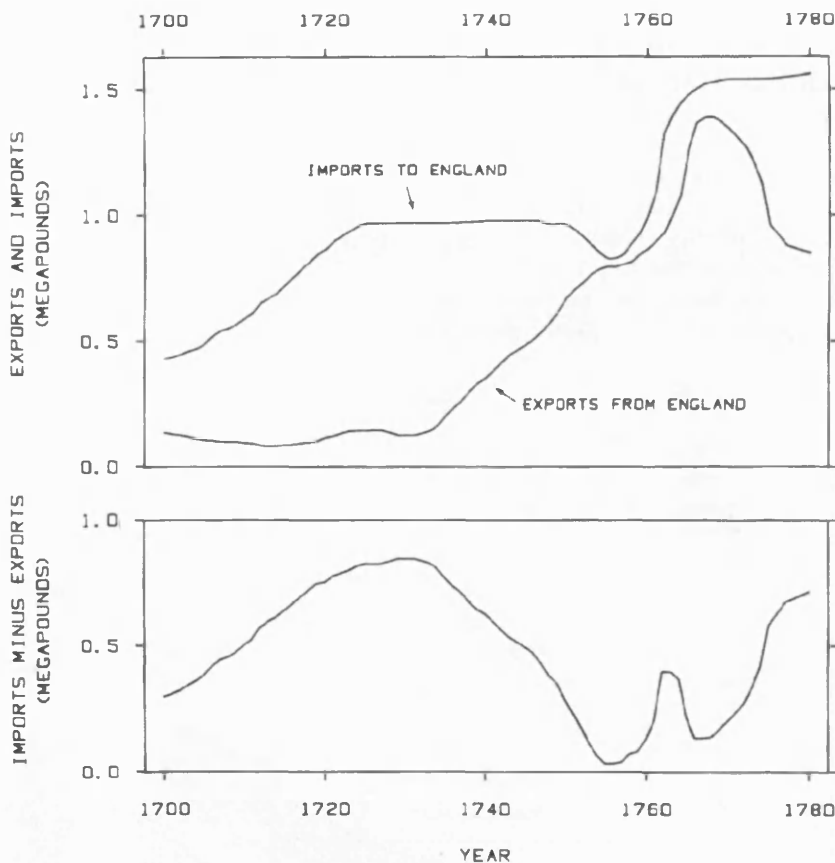 1700 1720 1740 1760 1780
EXPORTS AND IMPORTS
(MEGAPOUNDS)
1.5
1.0
0.5
0.0
IMPORTS TO ENGLAND
EXPORTS FROM ENGLAND
IMPORTS MINUS EXPORTS
(MEGAPOUNDS)
1.0
0.5
0.0
1700 1720 1740 1760 1780
YEAR